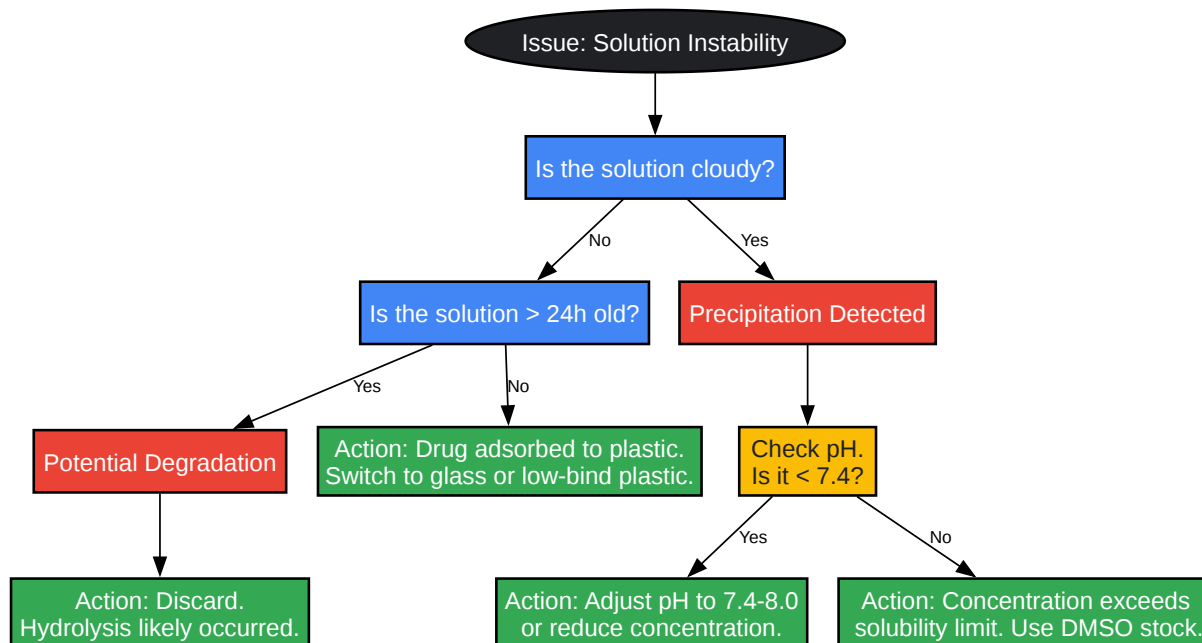 Issue: Solution Instability
Is the solution cloudy?
No
Yes
Is the solution > 24h old?
Precipitation Detected
Yes
No
Potential Degradation
Action: Drug adsorbed to plastic.
Switch to glass or low-bind plastic.
Check pH.
Is it < 7.4?
Yes
No
Action: Discard.
Hydrolysis likely occurred.
Action: Adjust pH to 7.4-8.0
or reduce concentration.
Action: Concentration exceeds
solubility limit. Use DMSO stock.